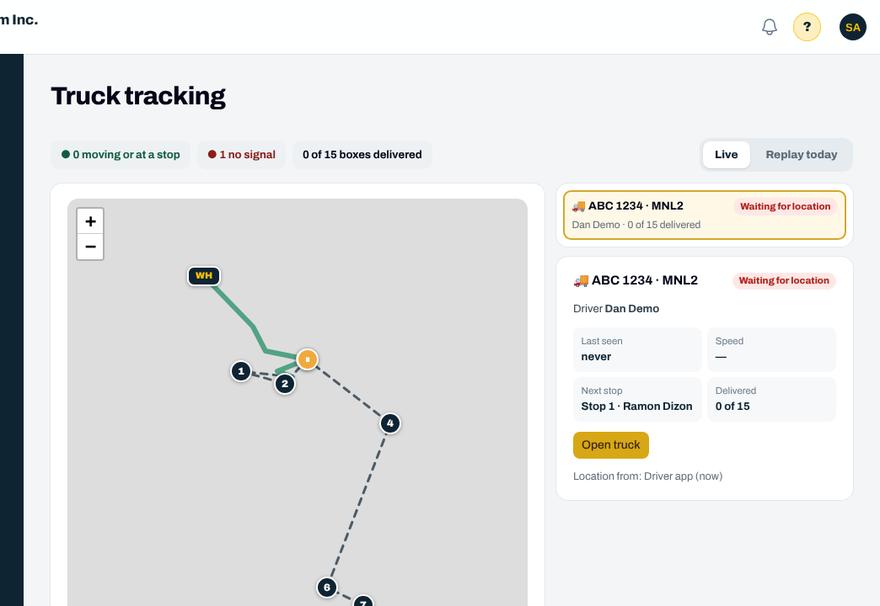 m Inc.
?
SA
Truck tracking
0 moving or at a stop
1 no signal
0 of 15 boxes delivered
Live
Replay today
+
−
WH
1
2
4
6
7
ABC 1234 · MNL2
Waiting for location
Dan Demo · 0 of 15 delivered
ABC 1234 · MNL2
Waiting for location
Driver Dan Demo
Last seen
never
Speed
—
Next stop
Stop 1 · Ramon Dizon
Delivered
0 of 15
Open truck
Location from: Driver app (now)